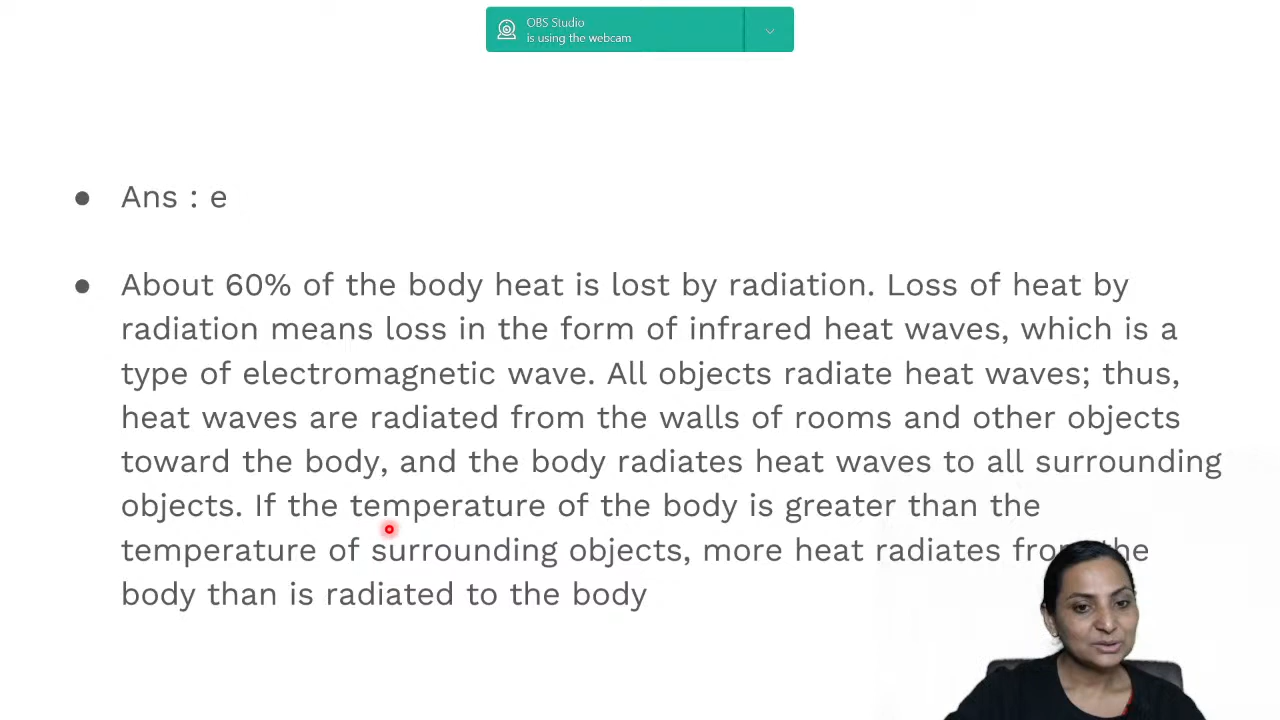 OBS Studio
is using the webcam
● Ans : e
● About 60% of the body heat is lost by radiation. Loss of heat by
radiation means loss in the form of infrared heat waves, which is a
type of electromagnetic wave. All objects radiate heat waves; thus,
heat waves are radiated from the walls of rooms and other objects
toward the body, and the body radiates heat waves to all surrounding
objects. If the temperature of the body is greater than the
temperature of surrounding objects, more heat radiates from the
body than is radiated to the body